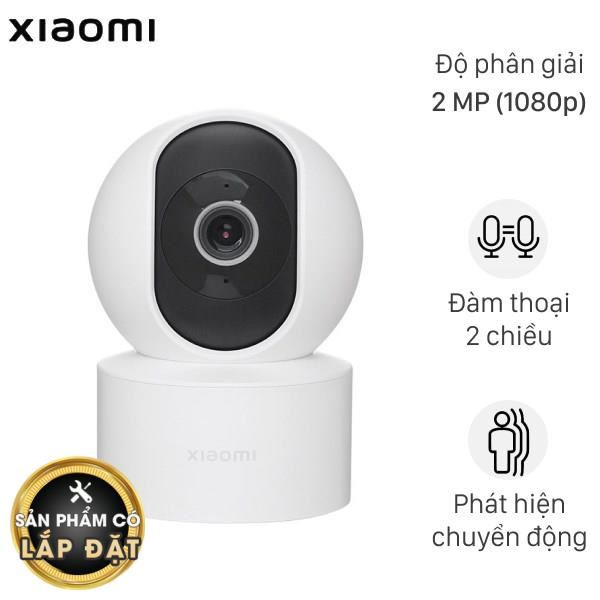 xiaomi
Độ phân giải
2 MP (1080p)
Đàm thoại
2 chiều
xiaomi
Phát hiện
chuyển động
SẢN PHẨM CÓ
LẮP ĐẶT